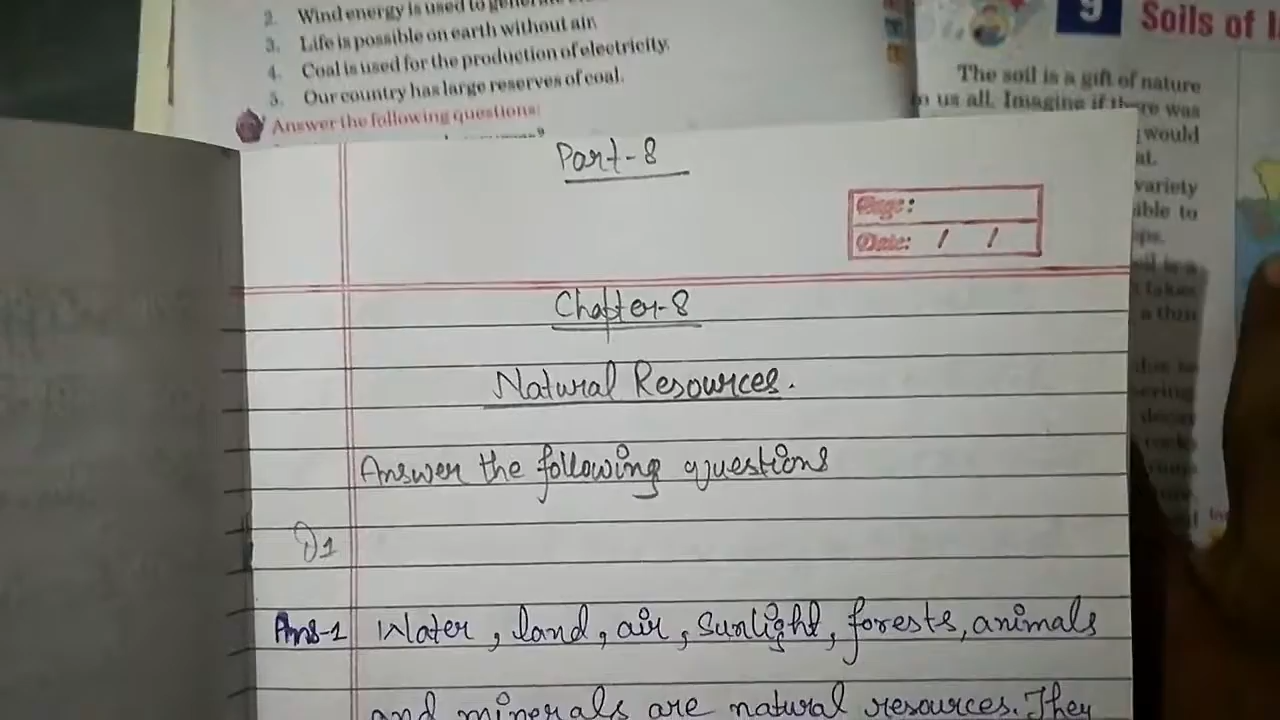 2. Wind energy is used to
3. Life is possible on earth without air.
4. Coal is used for the production of electricity.
5. Our country has large reserves of coal.
Answer the following questions:
9 Soils of
The soil is a gift of nature
to us all. Imagine if there was
would
variety
Part-8
Page:
Date: / /
Chapter-8
Natural Resources.
Answer the following questions
Q1
Ans-1 Water, land, air, Sunlight, forests, animals
and minerals are natural resources. They